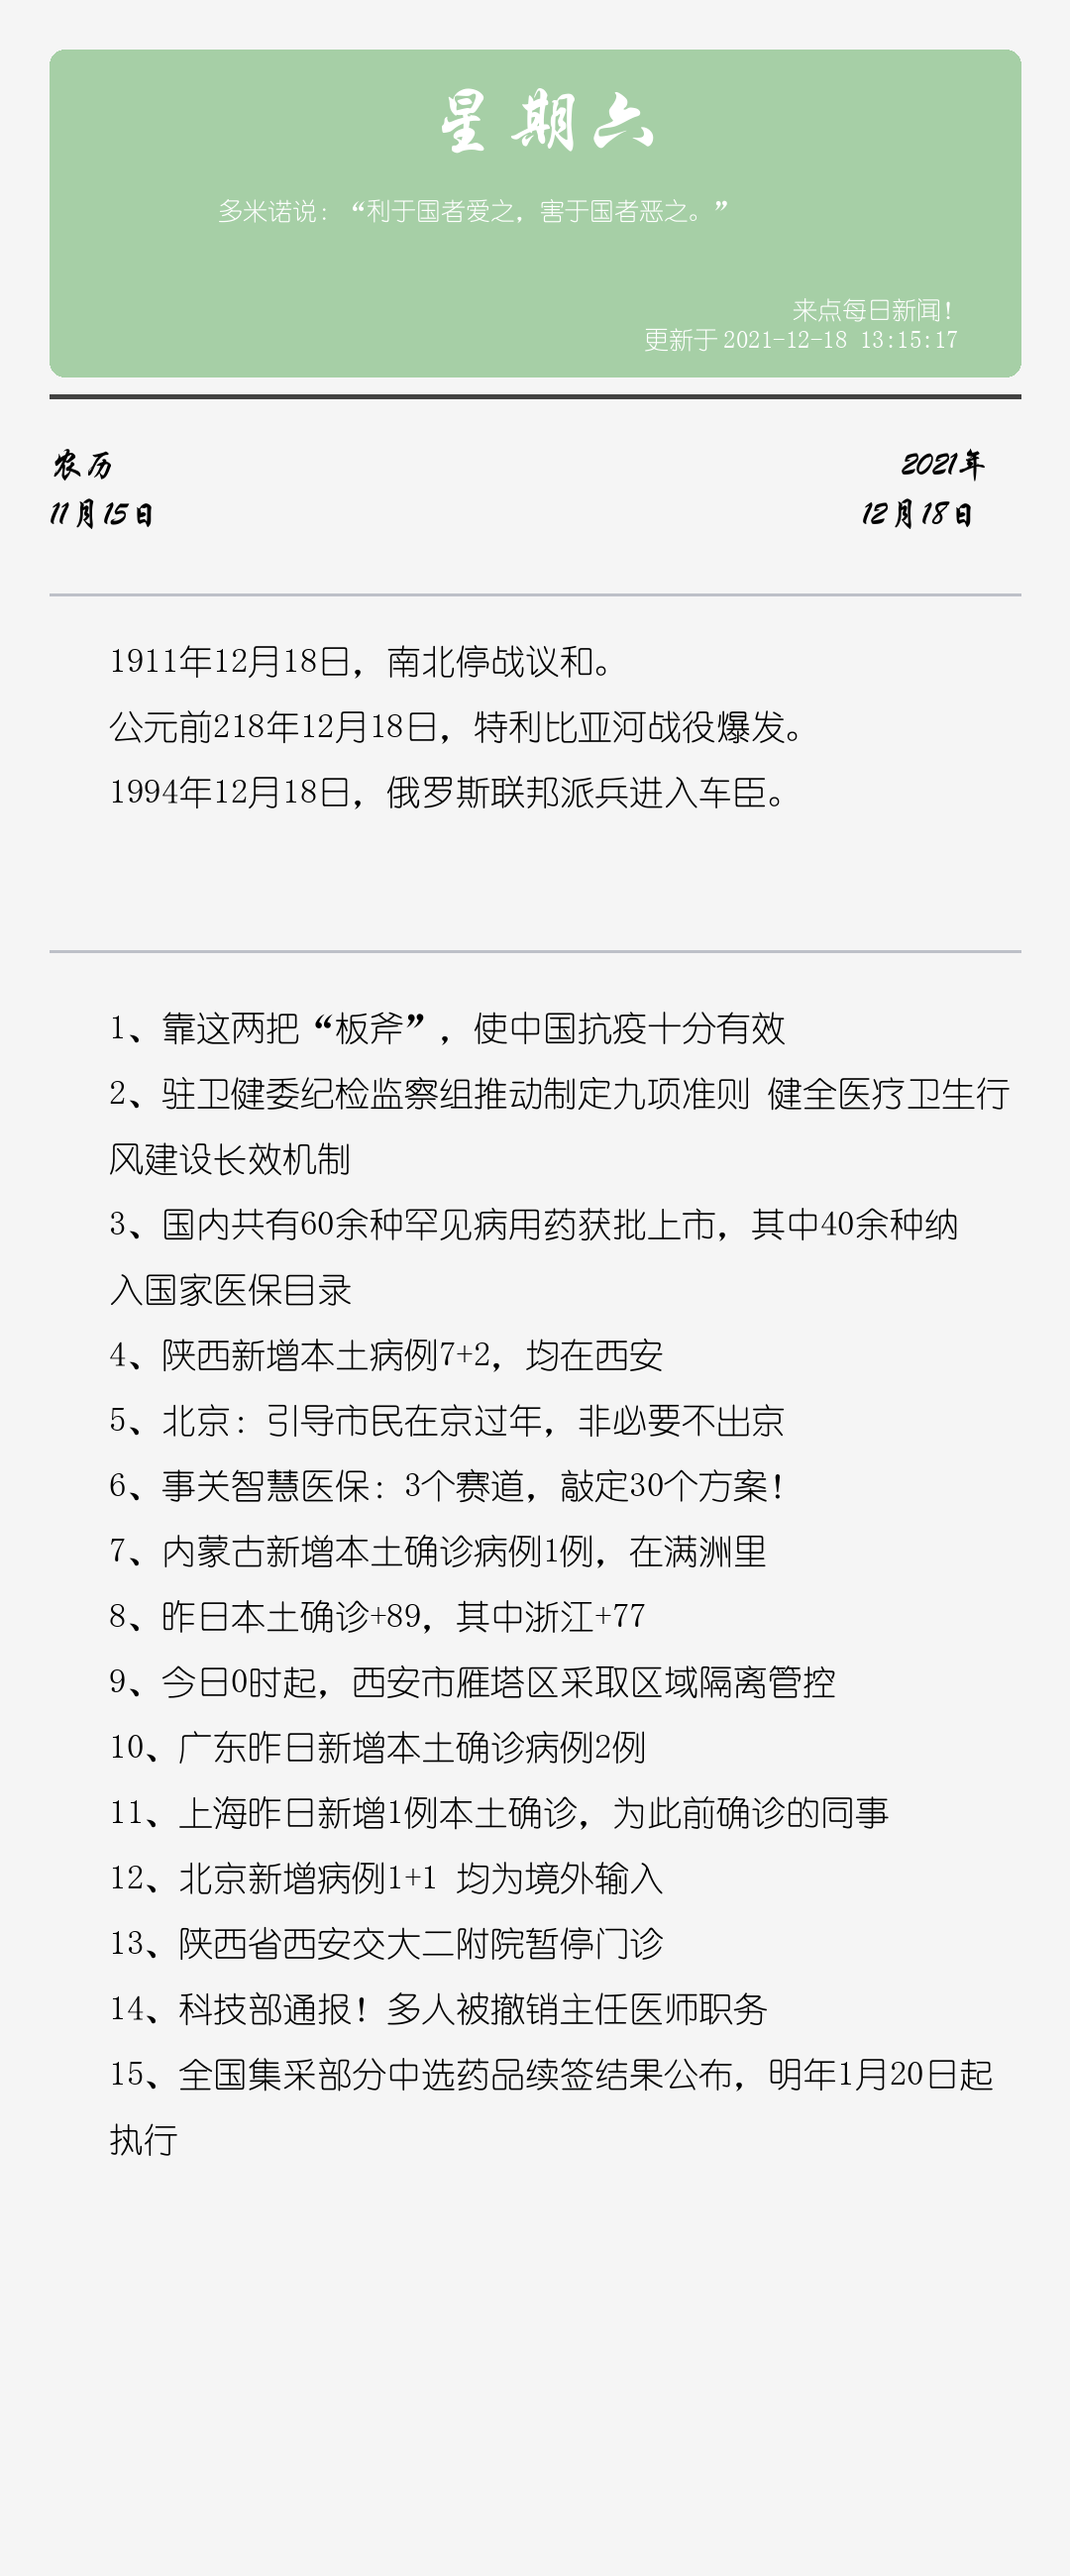 星期六
多米诺说：“利于国者爱之，害于国者恶之。”
来点每日新闻！
更新于 2021-12-18 13:15:17
农历
11月15日
2021年
12月18日
1911年12月18日，南北停战议和。
公元前218年12月18日，特利比亚河战役爆发。
1994年12月18日，俄罗斯联邦派兵进入车臣。
1、靠这两把“板斧”，使中国抗疫十分有效
2、驻卫健委纪检监察组推动制定九项准则 健全医疗卫生行
风建设长效机制
3、国内共有60余种罕见病用药获批上市，其中40余种纳
入国家医保目录
4、陕西新增本土病例7+2，均在西安
5、北京：引导市民在京过年，非必要不出京
6、事关智慧医保：3个赛道，敲定30个方案！
7、内蒙古新增本土确诊病例1例，在满洲里
8、昨日本土确诊+89，其中浙江+77
9、今日0时起，西安市雁塔区采取区域隔离管控
10、广东昨日新增本土确诊病例2例
11、上海昨日新增1例本土确诊，为此前确诊的同事
12、北京新增病例1+1 均为境外输入
13、陕西省西安交大二附院暂停门诊
14、科技部通报！多人被撤销主任医师职务
15、全国集采部分中选药品续签结果公布，明年1月20日起
执行